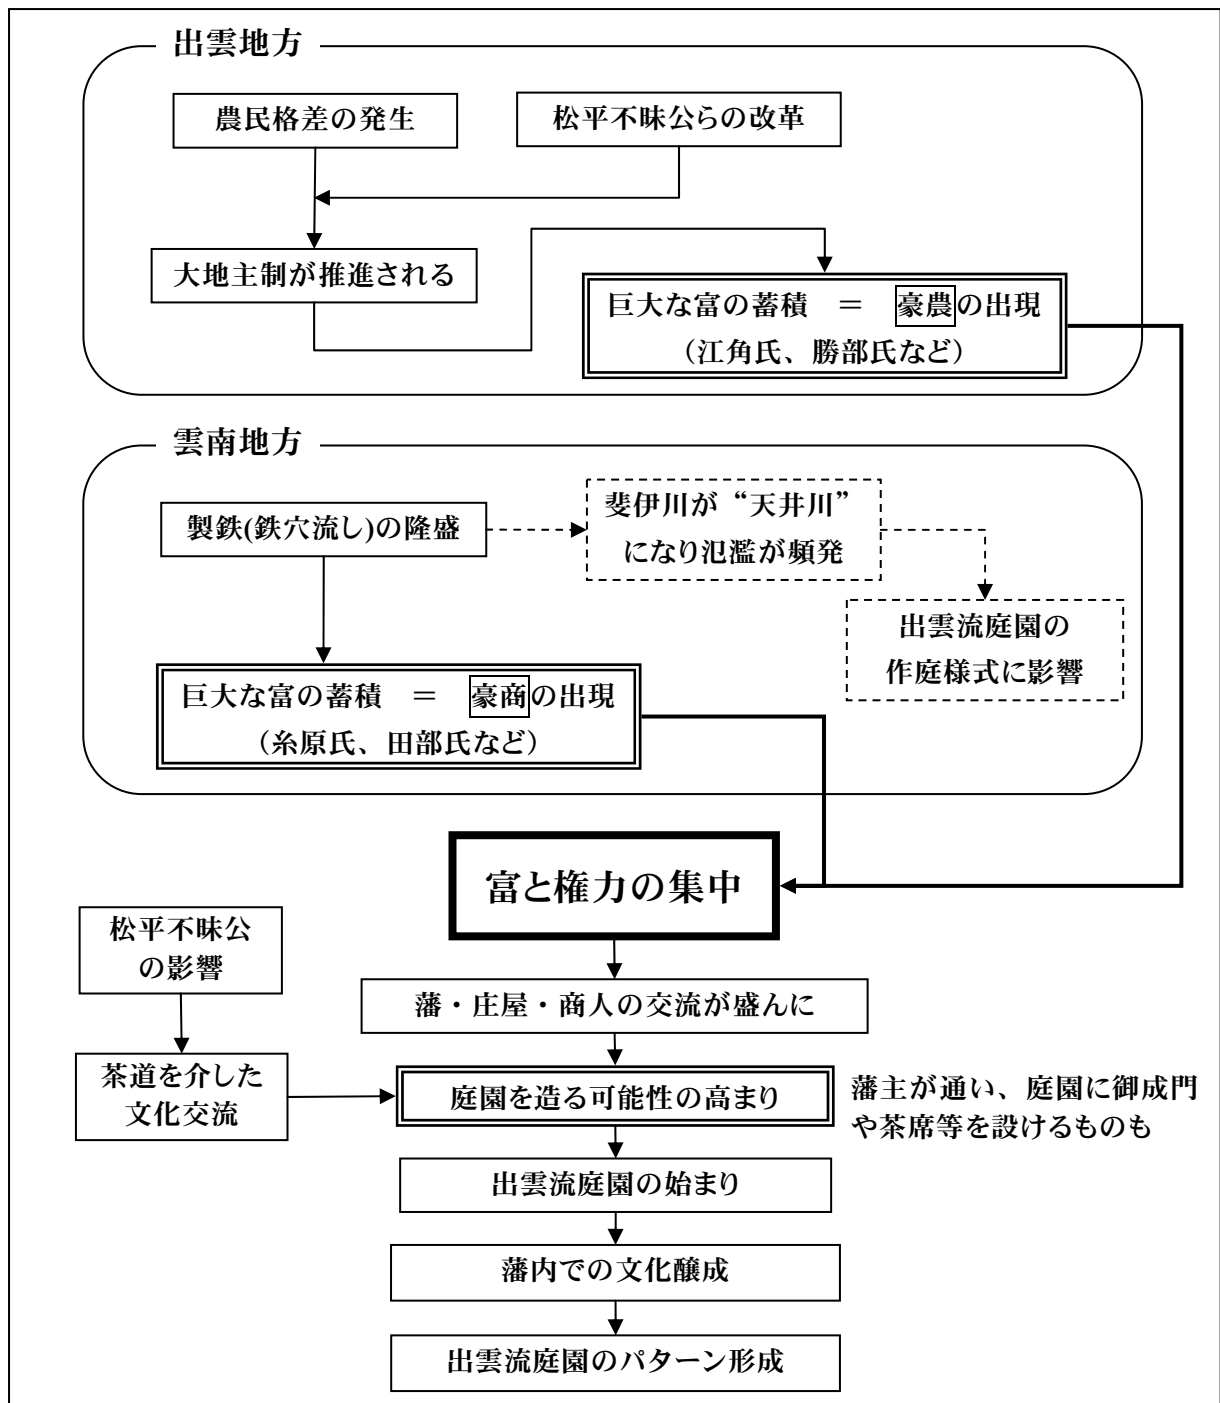 出雲地方
農民格差の発生
松平不昧公らの改革
大地主制が推進される
巨大な富の蓄積　＝　豪農の出現
（江角氏、勝部氏など）
雲南地方
製鉄(鉄穴流し)の隆盛
斐伊川が“天井川”
になり氾濫が頻発
出雲流庭園の
作庭様式に影響
巨大な富の蓄積　＝　豪商の出現
（糸原氏、田部氏など）
富と権力の集中
松平不昧公
の影響
藩・庄屋・商人の交流が盛んに
茶道を介した
文化交流
庭園を造る可能性の高まり
藩主が通い、庭園に御成門
や茶席等を設けるものも
出雲流庭園の始まり
藩内での文化醸成
出雲流庭園のパターン形成